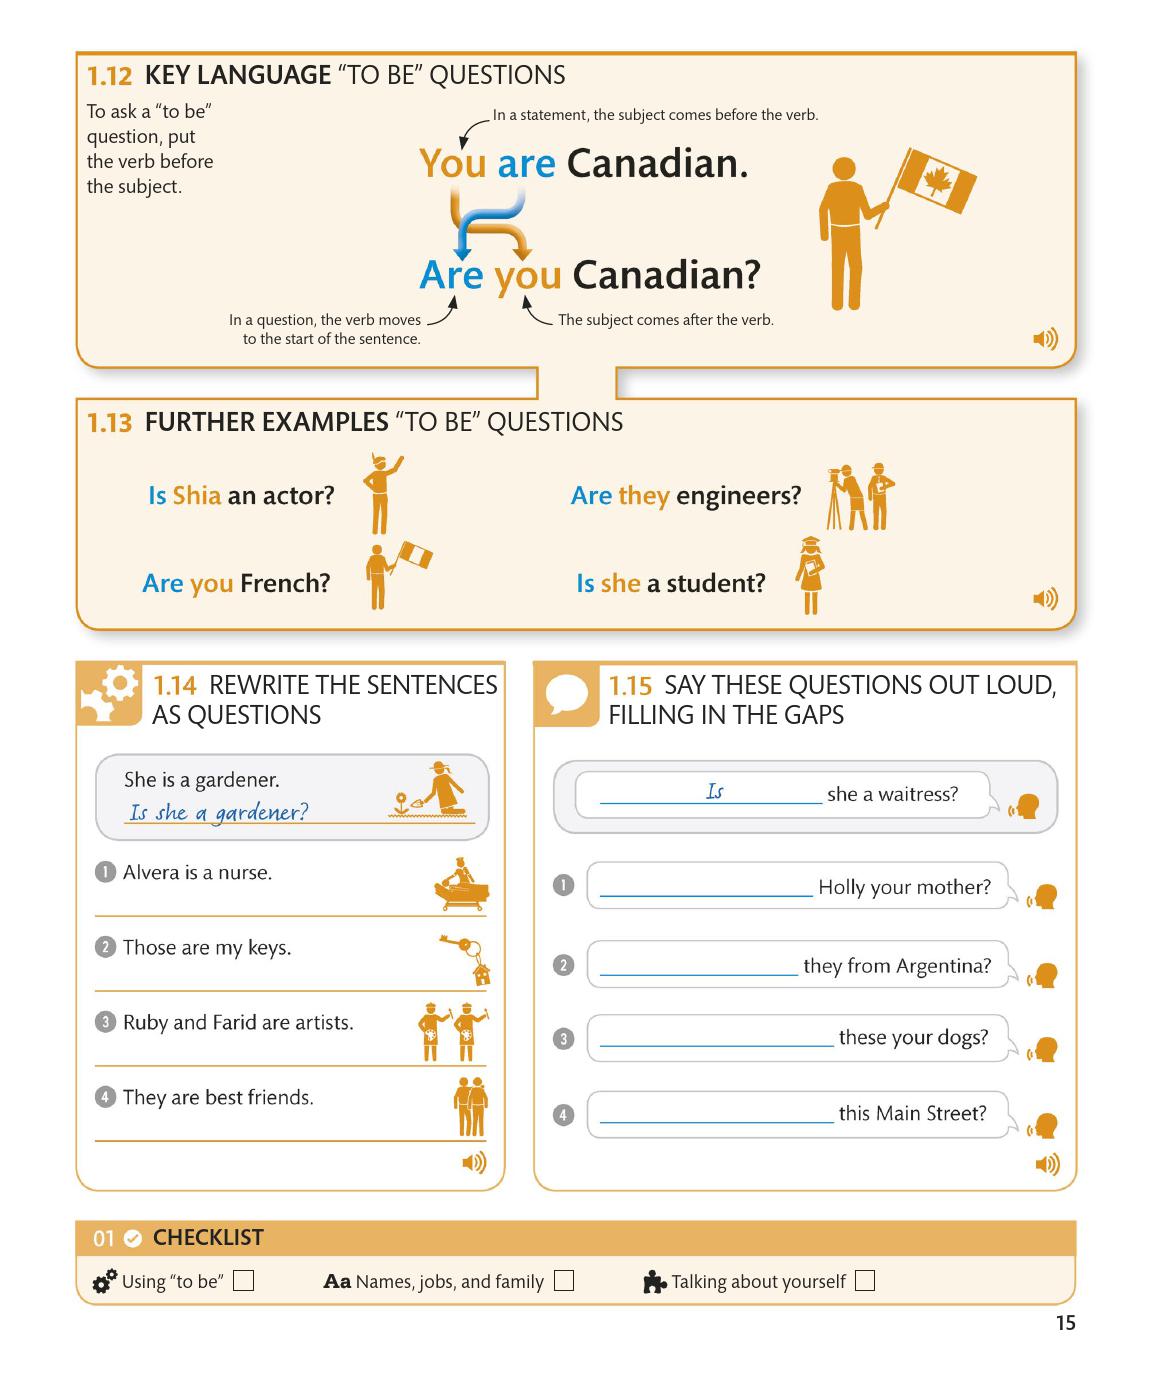 1.12 KEY LANGUAGE “TO BE” QUESTIONS
To ask a “to be”
question, put
the verb before
the subject.
In a statement, the subject comes before the verb.
You are Canadian.
Are you Canadian?
In a question, the verb moves
to the start of the sentence.
The subject comes after the verb.
1.13 FURTHER EXAMPLES “TO BE” QUESTIONS
Is Shia an actor?
Are they engineers?
Are you French?
Is she a student?
1.14 REWRITE THE SENTENCES
AS QUESTIONS
She is a gardener.
Is she a gardener?
1 Alvera is a nurse.
2 Those are my keys.
3 Ruby and Farid are artists.
4 They are best friends.
1.15 SAY THESE QUESTIONS OUT LOUD,
FILLING IN THE GAPS
Is she a waitress?
1 Holly your mother?
2 they from Argentina?
3 these your dogs?
4 this Main Street?
01 CHECKLIST
Using “to be”
Aa Names, jobs, and family
Talking about yourself
15